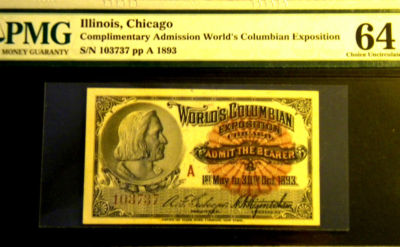 PMG
MONEY GUARANTY
Illinois, Chicago
Complimentary Admission World's Columbian Exposition
S/N 103737 pp A 1893
64
Choice Uncirculated
WORLD'S COLUMBIAN
EXPOSITION
CHICAGO
ADMIT THE BEARER
A
1ST May to 30TH Oct. 1893.
103737